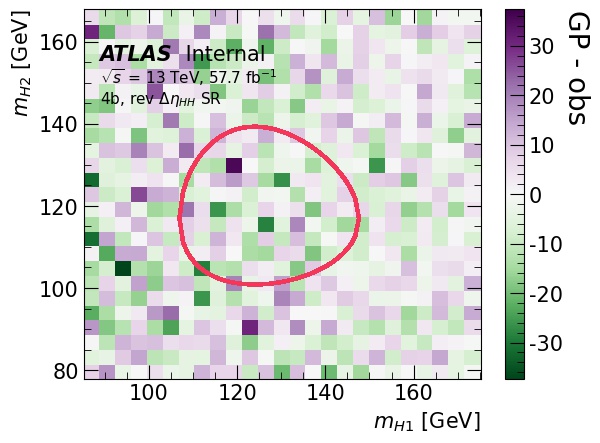 ATLAS Internal
√s = 13 TeV, 57.7 fb⁻¹
4b, rev Δη_HH SR
m_H2 [GeV]
160
140
120
100
80
100 120 140 160
m_H1 [GeV]
GP - obs
30
20
10
0
-10
-20
-30